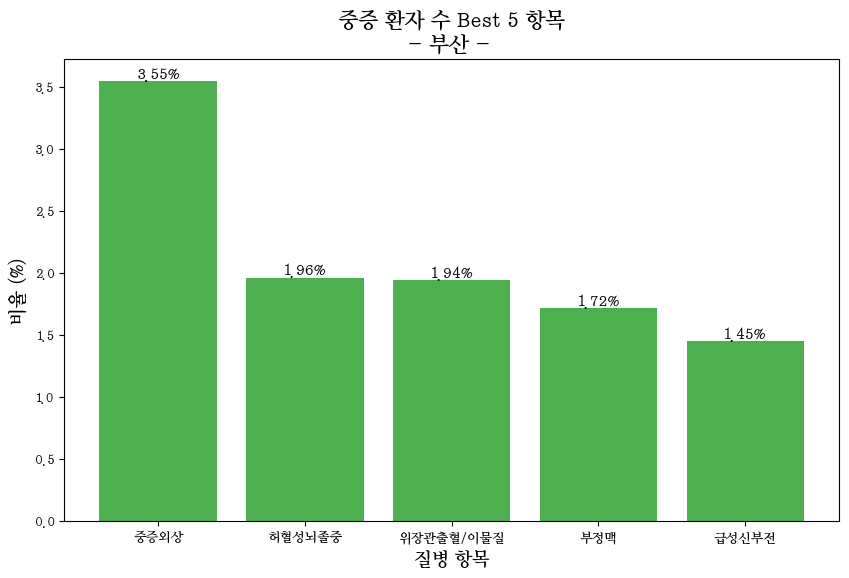 중증 환자 수 Best 5 항목
- 부산 -
비율 (%)
3.5
3.0
2.5
2.0
1.5
1.0
0.5
0.0
3.55%
1.96%
1.94%
1.72%
1.45%
중증외상
허혈성뇌졸중
위장관출혈/이물질
부정맥
급성신부전
질병 항목